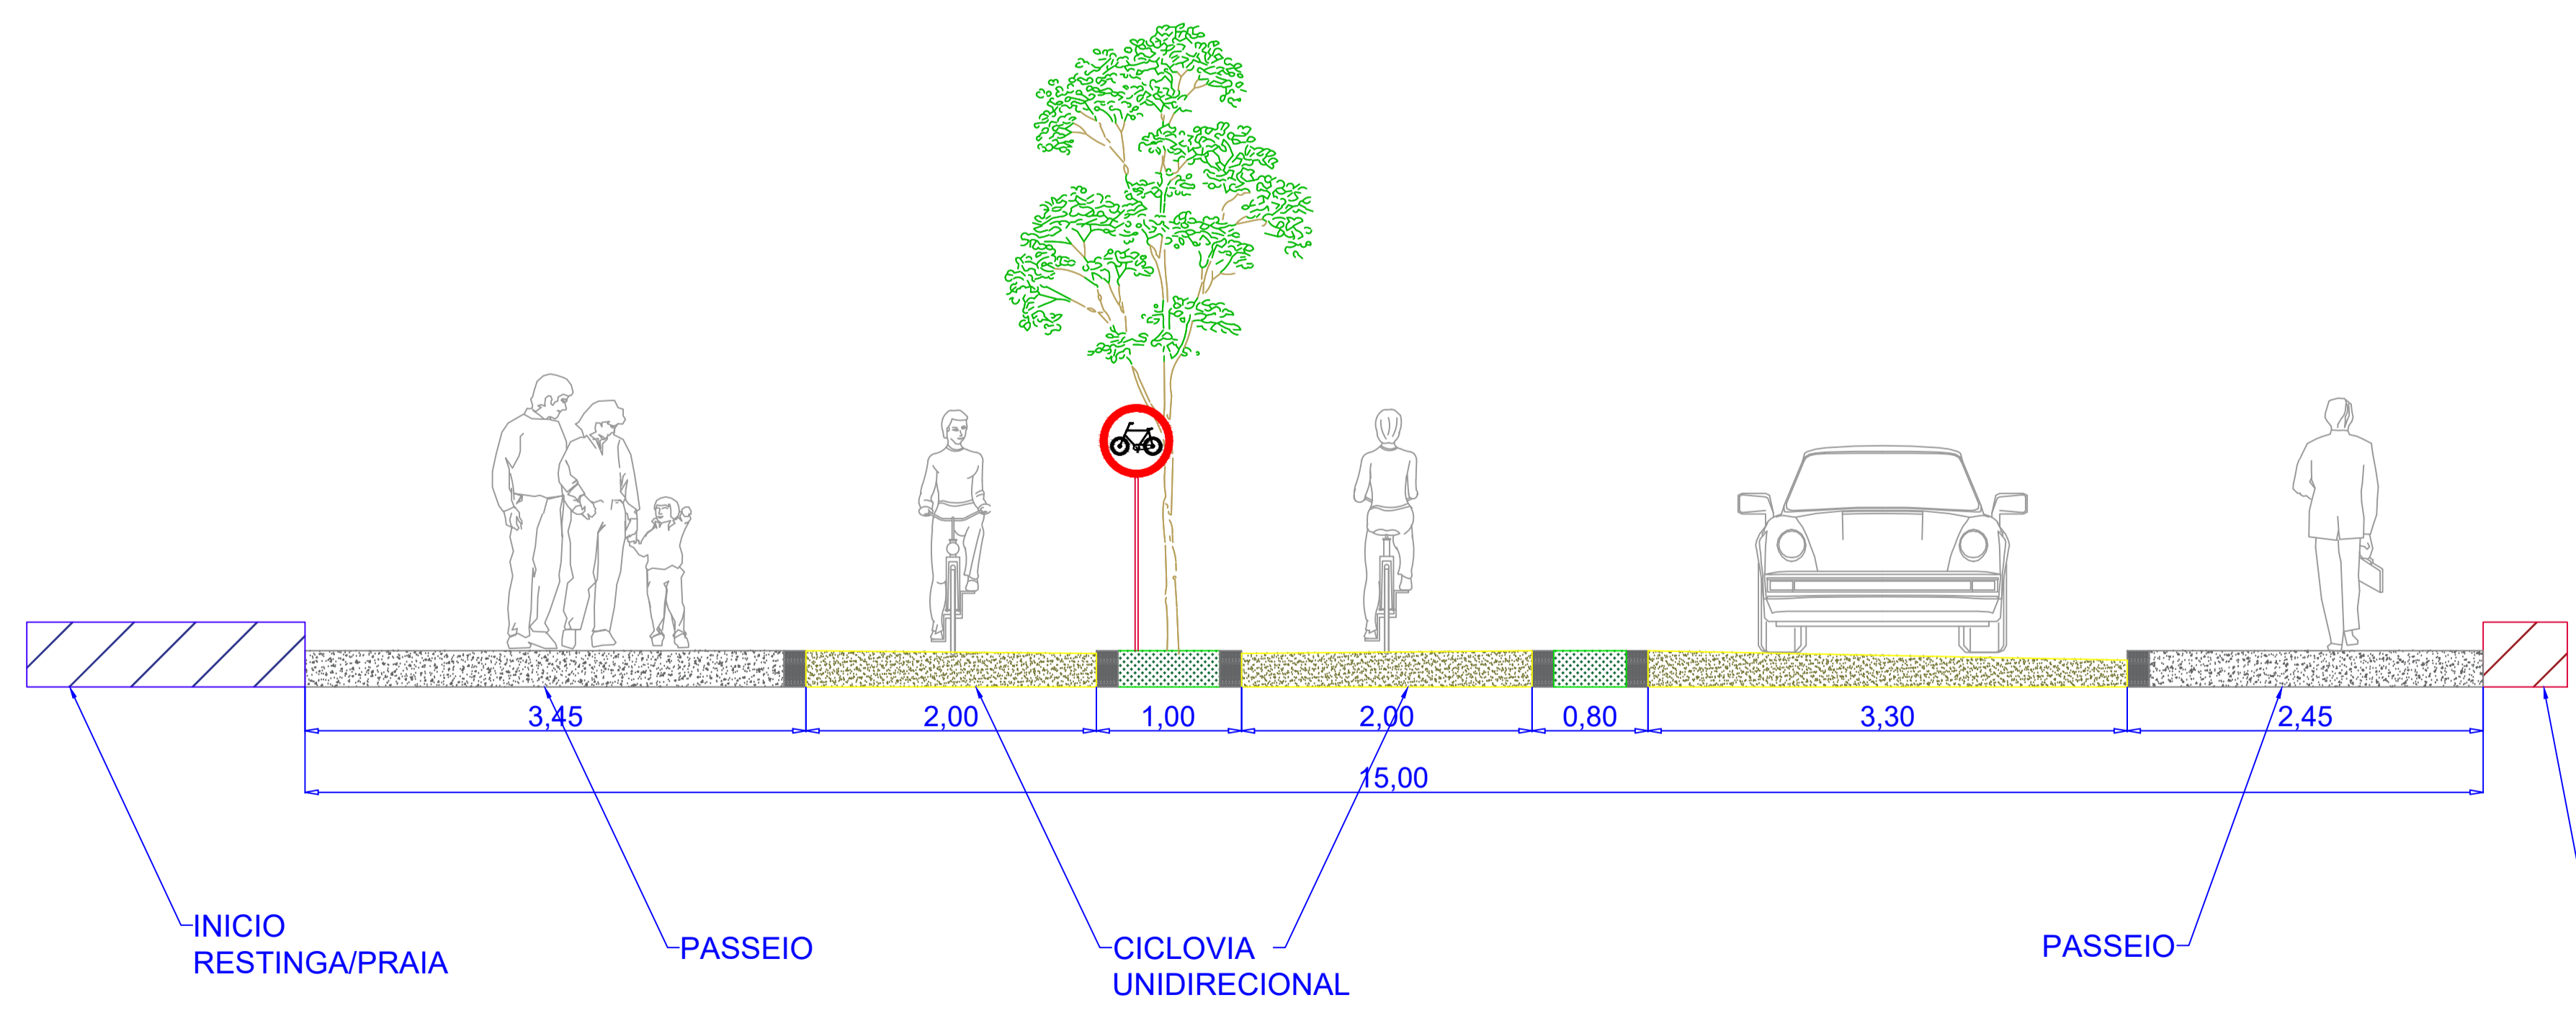 3,45
2,00
1,00
2,00
0,80
3,30
2,45
15,00
INICIO
RESTINGA/PRAIA
PASSEIO
CICLOVIA
UNIDIRECIONAL
PASSEIO